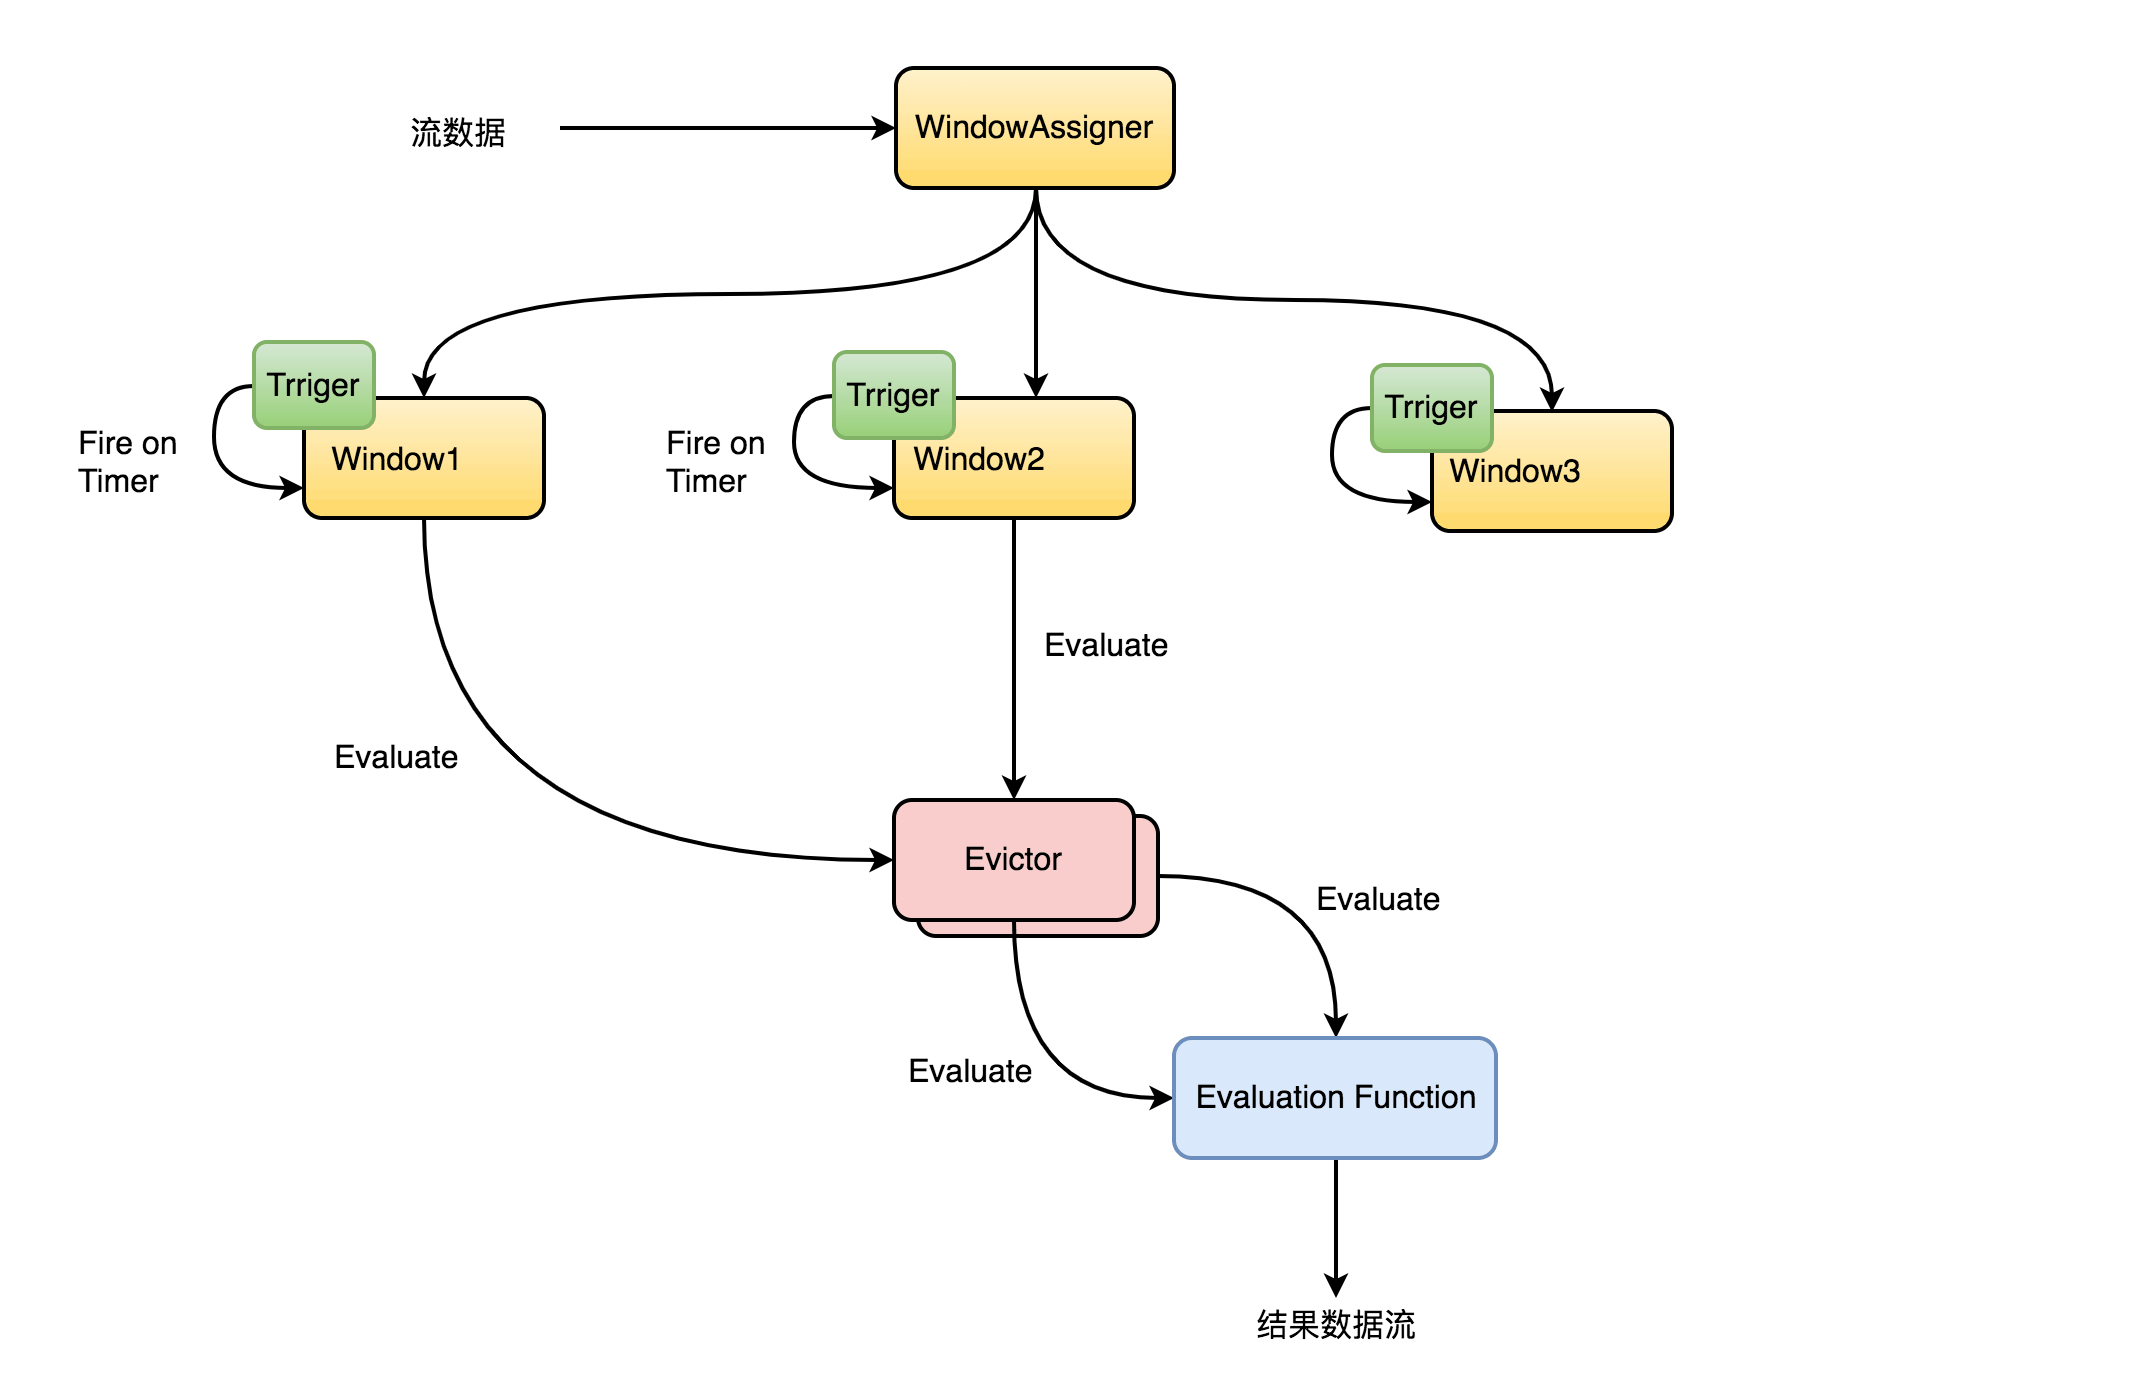 流数据
WindowAssigner
Trriger
Fire on
Timer
Window1
Trriger
Fire on
Timer
Window2
Trriger
Window3
Evaluate
Evaluate
Evictor
Evaluate
Evaluate
Evaluation Function
结果数据流